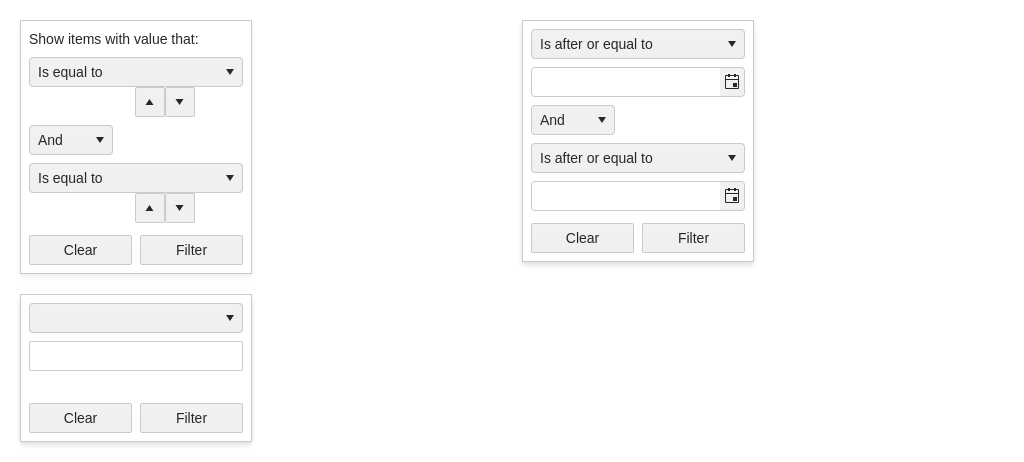 Show items with value that:
Is equal to
And
Is equal to
Clear Filter
Is after or equal to
And
Is after or equal to
Clear Filter
Clear Filter